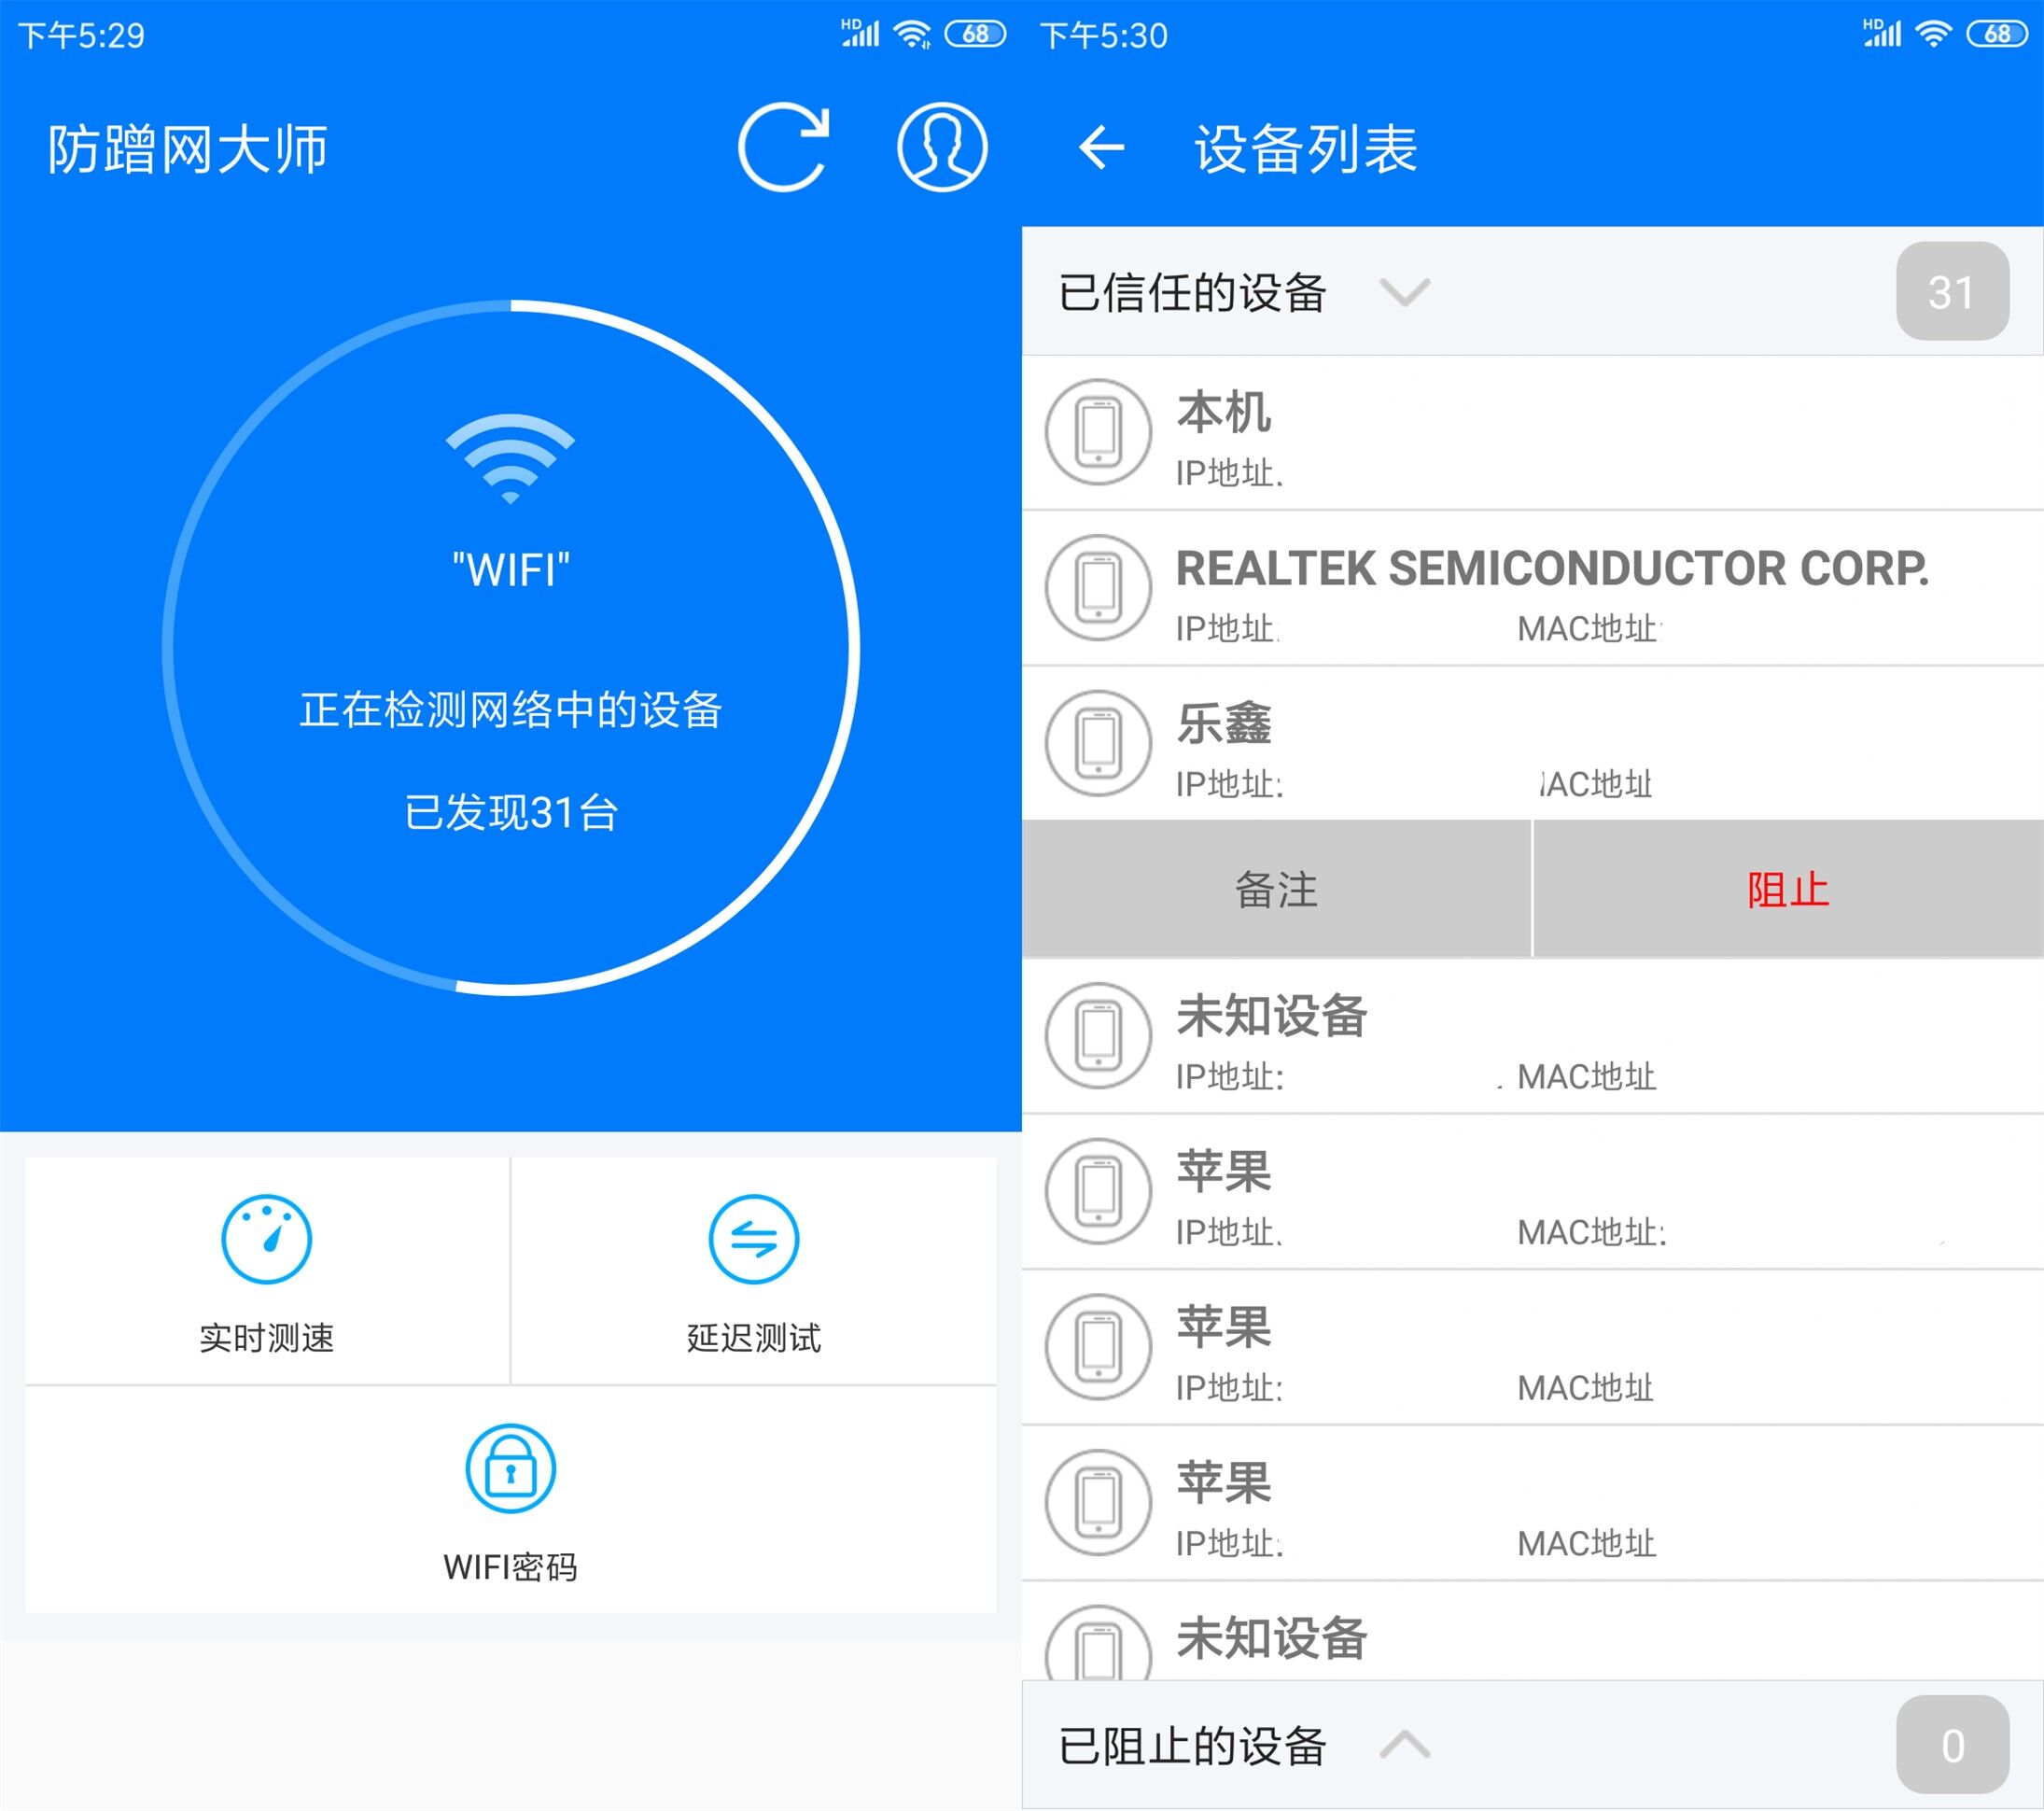 下午5:29
HD
68
防蹭网大师
"WIFI"
正在检测网络中的设备
已发现31台
实时测速
延迟测试
WIFI密码
下午5:30
HD
68
设备列表
已信任的设备
31
本机
IP地址.
REALTEK SEMICONDUCTOR CORP.
IP地址:
MAC地址:
乐鑫
IP地址:
AC地址
备注
阻止
未知设备
IP地址:
MAC地址
苹果
IP地址.
MAC地址:
苹果
IP地址:
MAC地址
苹果
IP地址:
MAC地址
未知设备
已阻止的设备
0